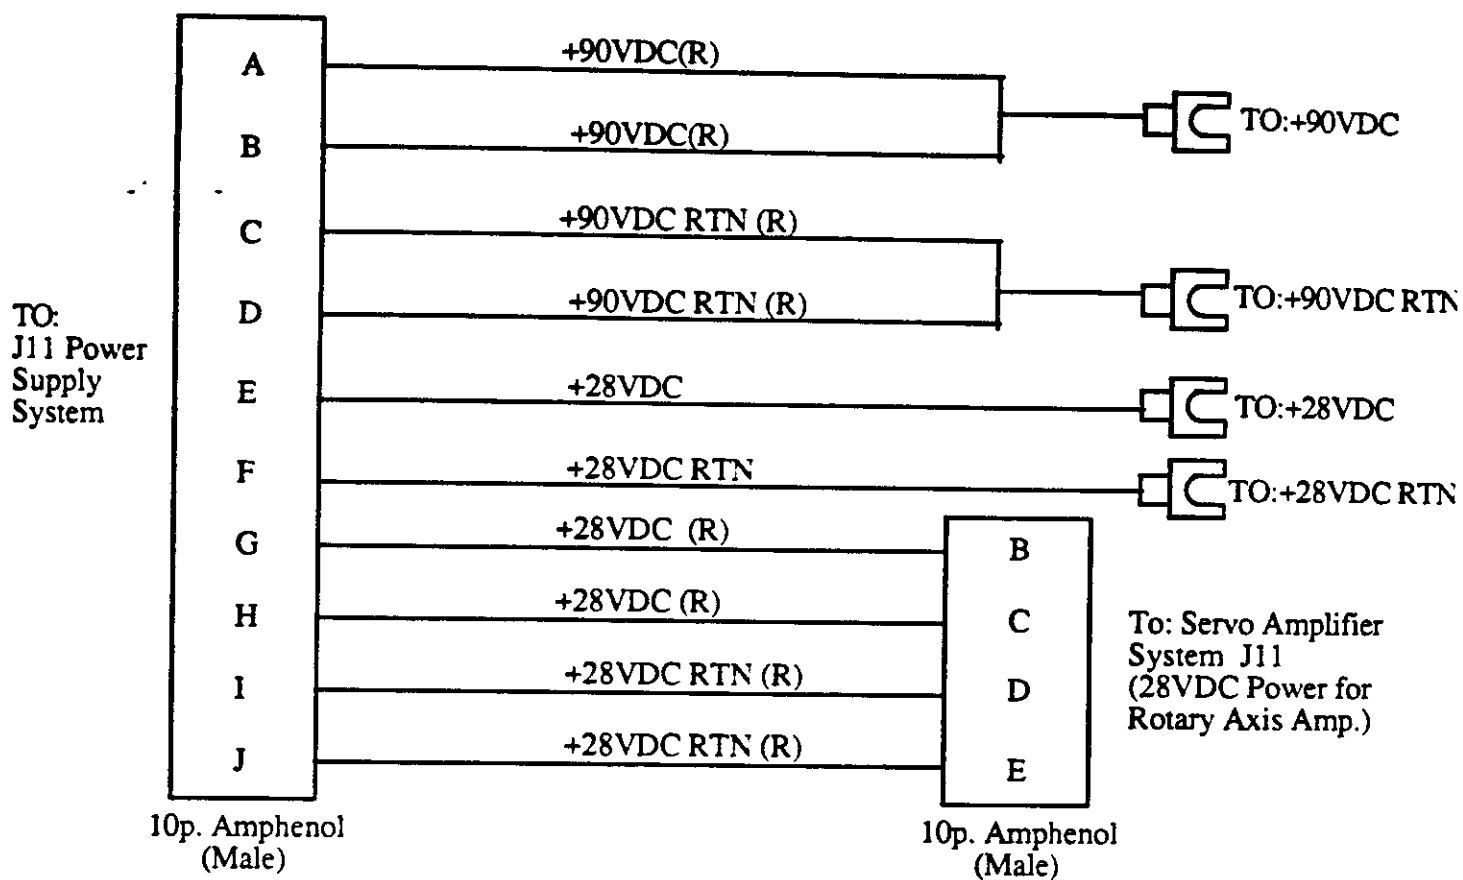 A
+90VDC(R)
B
+90VDC(R)
TO:+90VDC
C
+90VDC RTN (R)
D
+90VDC RTN (R)
TO:+90VDC RTN
TO:
J11 Power
Supply
System
E
+28VDC
TO:+28VDC
F
+28VDC RTN
TO:+28VDC RTN
G
+28VDC (R)
B
H
+28VDC (R)
C
I
+28VDC RTN (R)
D
J
+28VDC RTN (R)
E
To: Servo Amplifier
System J11
(28VDC Power for
Rotary Axis Amp.)
10p. Amphenol
(Male)
10p. Amphenol
(Male)